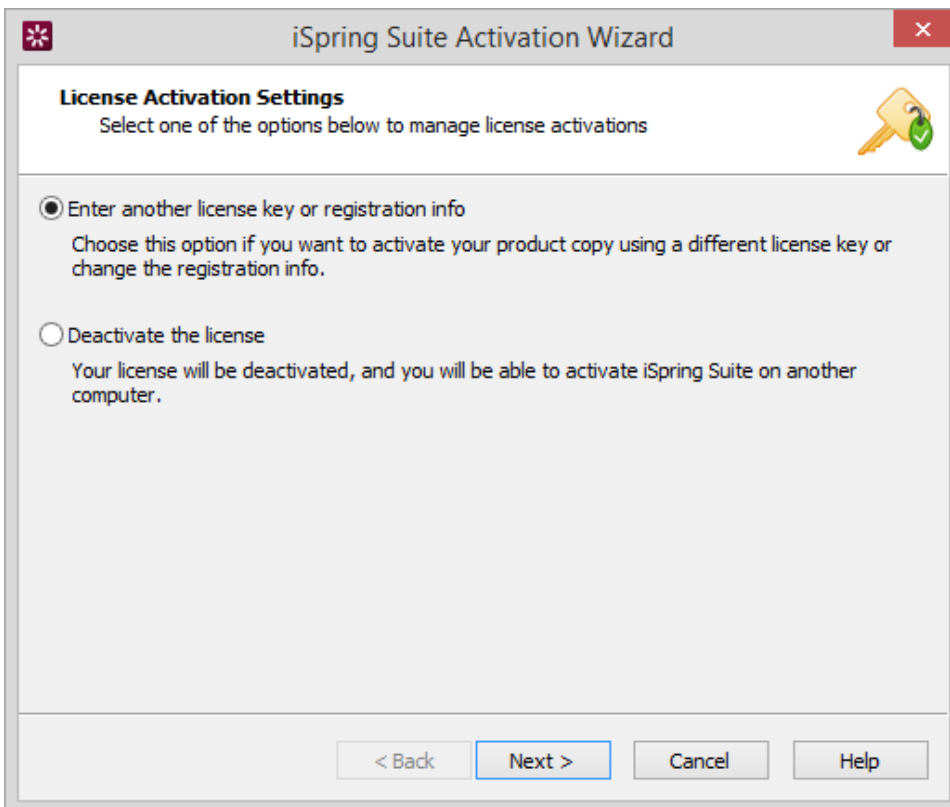 iSpring Suite Activation Wizard
License Activation Settings
Select one of the options below to manage license activations
Enter another license key or registration info
Choose this option if you want to activate your product copy using a different license key or
change the registration info.
Deactivate the license
Your license will be deactivated, and you will be able to activate iSpring Suite on another
computer.
< Back Next > Cancel Help